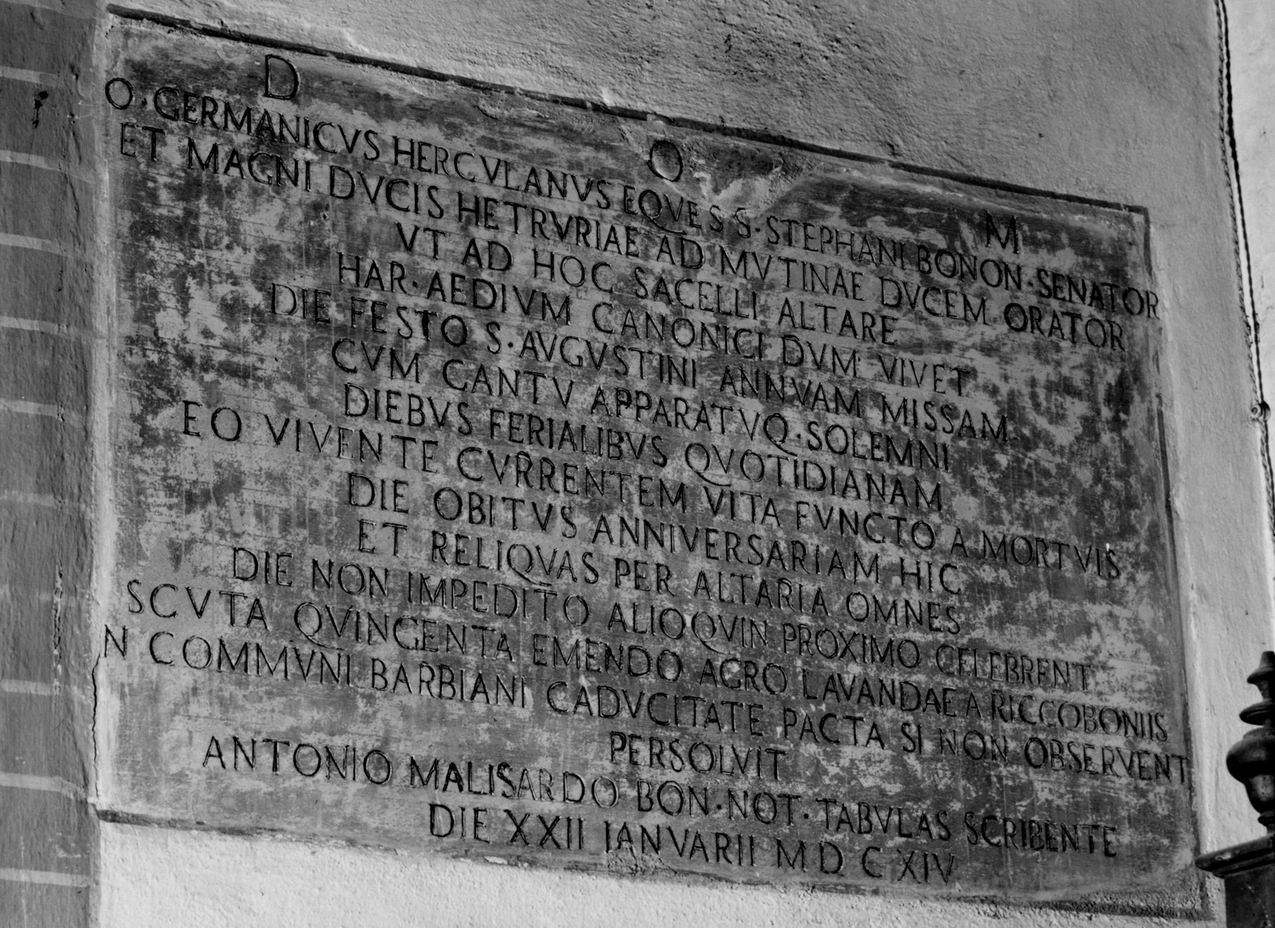 D O M
O·GERMANICVS HERCVLANVS EQVES S·STEPHANI BONON·SENATOR
ET MAGNI DVCIS HETRVRIAE AD MVTINAE DVCEM ORATOR
VT AD HOC SACELLI ALTARE
HAR·AEDIVM CANONICI DVM VIVET
DIE FESTO S·AVGVSTINI ANNVAM MISSAM
CVM CANTV APPARATVQ·SOLEMNI
DIEBVS FERIALIBVS QVOTIDIANAM
EO VIVENTE CVRRENTEM VITA FVNCTO A MORTVIS
DIE OBITVS ANNIVERSARIAM HIC
ET RELIQVAS PER ALTARIA OMNES
DIE NON IMPEDITO ALIOQVIN PROXIMO CELEBRENT
SCVTA QVINGENTA EMENDO AGRO LAVANDAE A RICCOBONIS
N COMMVNI BARBIANI CADVCITATE PACTA SI NON OBSERVENT
PERSOLVIT
ANTONIO MALISARDO BON·NOT·TABVLAS SCRIBENTE
DIE XXII IANVARII M D C XIV